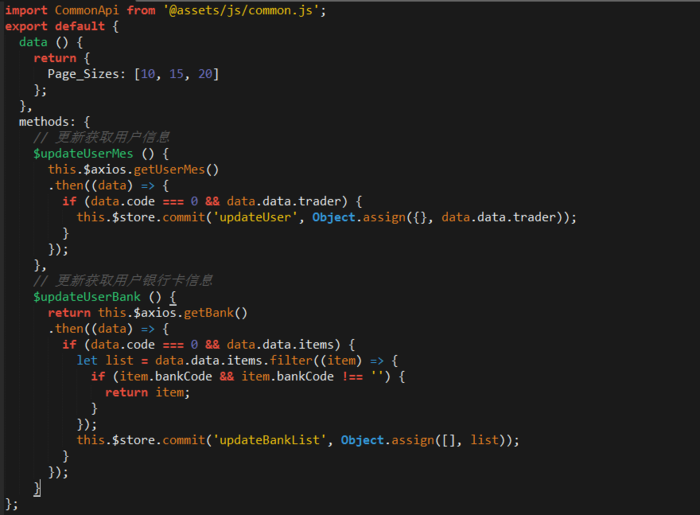 import CommonApi from '@assets/js/common.js';
export default {
  data () {
    return {
      Page_Sizes: [10, 15, 20]
    };
  },
  methods: {
    // 更新获取用户信息
    $updateUserMes () {
      this.$axios.getUserMes()
      .then((data) => {
        if (data.code === 0 && data.data.trader) {
          this.$store.commit('updateUser', Object.assign({}, data.data.trader));
        }
      });
    },
    // 更新获取用户银行卡信息
    $updateUserBank () {
      return this.$axios.getBank()
      .then((data) => {
        if (data.code === 0 && data.data.items) {
          let list = data.data.items.filter((item) => {
            if (item.bankCode && item.bankCode !== '') {
              return item;
            }
          });
          this.$store.commit('updateBankList', Object.assign([], list));
        }
      });
    }
};